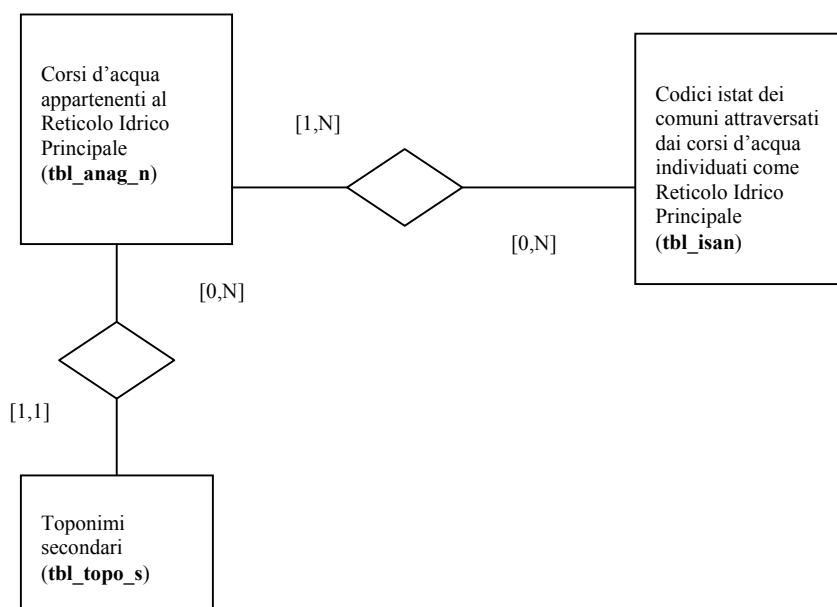 Corsi d’acqua
appartenenti al
Reticolo Idrico
Principale
(tbl_anag_n)
[1,N]
Codici istat dei
comuni attraversati
dai corsi d’acqua
individuati come
Reticolo Idrico
Principale
(tbl_isan)
[0,N]
[0,N]
[1,1]
Toponimi
secondari
(tbl_topo_s)